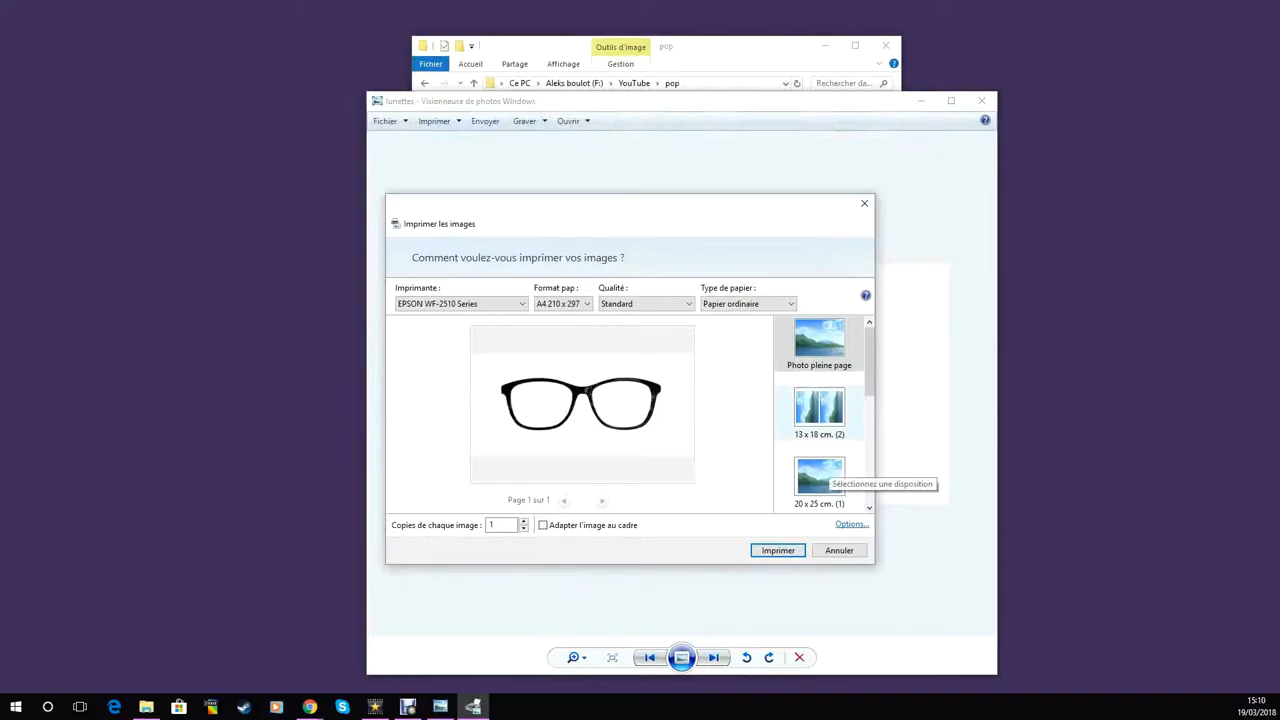 Outils d'image
pop
Fichier
Accueil
Partage
Affichage
Gestion
Ce PC
Aleks boulot (F:)
YouTube
pop
Rechercher da...
lunettes - Visionneuse de photos Windows
Fichier
Imprimer
Envoyer
Graver
Ouvrir
Imprimer les images
Comment voulez-vous imprimer vos images ?
Imprimante :
Format pap :
Qualité :
Type de papier :
EPSON WF-2510 Series
A4 210 x 297
Standard
Papier ordinaire
Photo pleine page
13 x 18 cm. (2)
Sélectionnez une disposition
20 x 25 cm. (1)
Page 1 sur 1
Copies de chaque image :
1
Adapter l'image au cadre
Options...
Imprimer
Annuler
15:10
19/03/2018